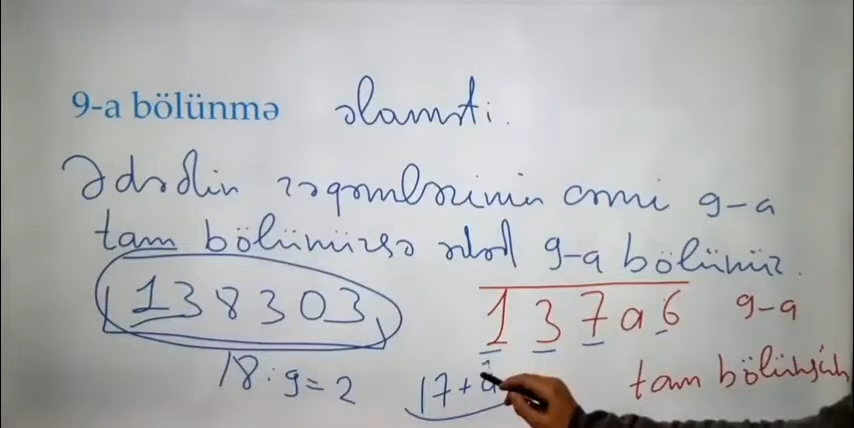 9-a bölünmə əlaməti.
Ədədin rəqəmlərinin cəmi 9-a
tam bölünürsə ədəd 9-a bölünür.
138303
18:9=2
137a6 9-a
tam bölünsün
17+a